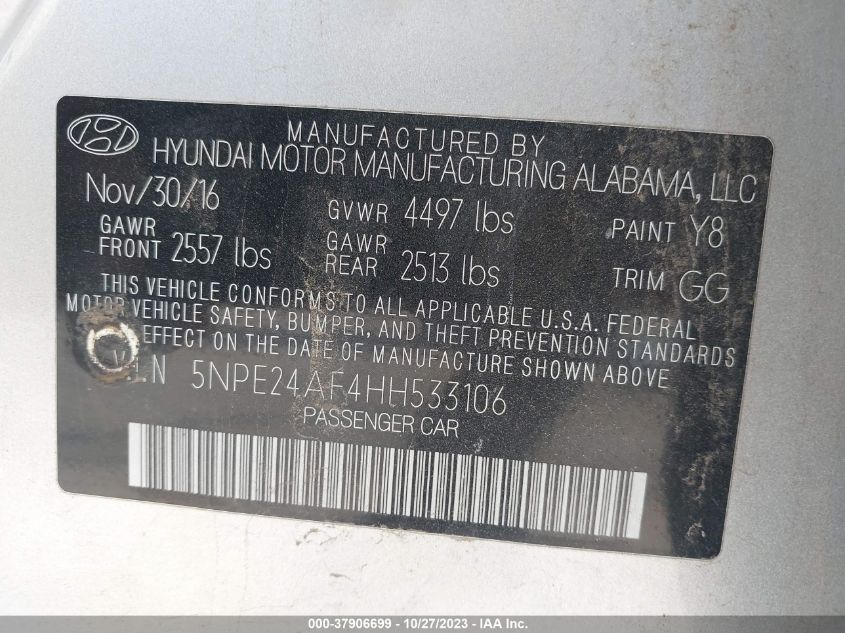 MANUFACTURED BY
HYUNDAI MOTOR MANUFACTURING ALABAMA, LLC
Nov/30/16 GVWR 4497 lbs PAINT Y8
GAWR FRONT 2557 lbs GAWR REAR 2513 lbs TRIM GG
THIS VEHICLE CONFORMS TO ALL APPLICABLE U.S.A. FEDERAL
MOTOR VEHICLE SAFETY, BUMPER, AND THEFT PREVENTION STANDARDS
EFFECT ON THE DATE OF MANUFACTURE SHOWN ABOVE
5NPE24AF4HH533106
PASSENGER CAR
000-37906699 - 10/27/2023 - IAA Inc.